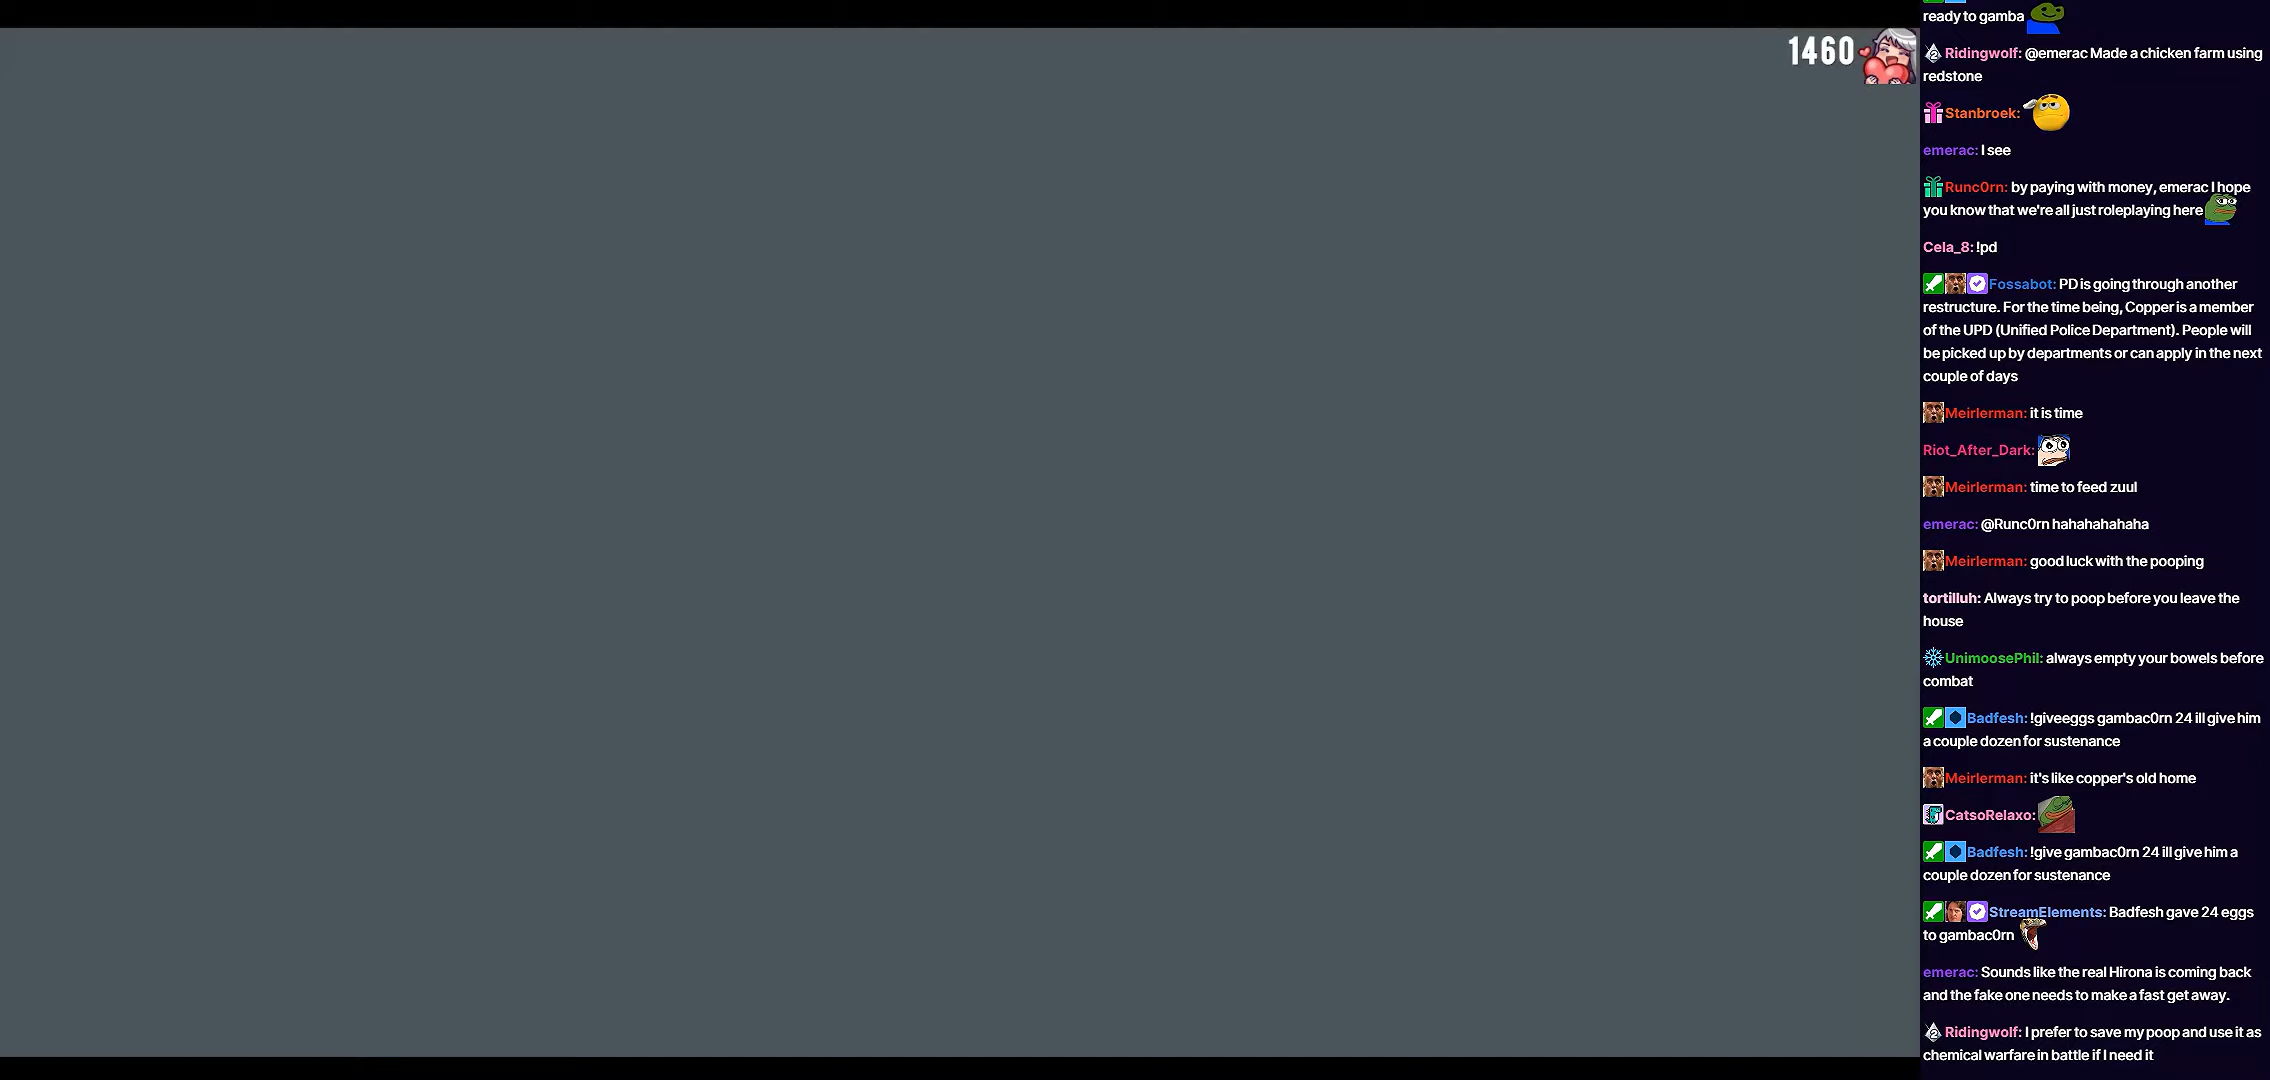 1460
ready to gamba
Ridingwolf: @emerac Made a chicken farm using
redstone
Stanbroek:
emerac: I see
Runc0rn: by paying with money, emerac I hope
you know that we're all just roleplaying here
Cela_8: !pd
Fossabot: PD is going through another
restructure. For the time being, Copper is a member
of the UPD (Unified Police Department). People will
be picked up by departments or can apply in the next
couple of days
Meirlerman: it is time
Riot_After_Dark:
Meirlerman: time to feed zuul
emerac: @Runc0rn hahahahahaha
Meirlerman: good luck with the pooping
tortilluh: Always try to poop before you leave the
house
UnimoosePhil: always empty your bowels before
combat
Badfesh: !giveeggs gambac0rn 24 ill give him
a couple dozen for sustenance
Meirlerman: it's like copper's old home
CatsoRelaxo:
Badfesh: !give gambac0rn 24 ill give him a
couple dozen for sustenance
StreamElements: Badfesh gave 24 eggs
to gambac0rn
emerac: Sounds like the real Hirona is coming back
and the fake one needs to make a fast get away.
Ridingwolf: I prefer to save my poop and use it as
chemical warfare in battle if I need it